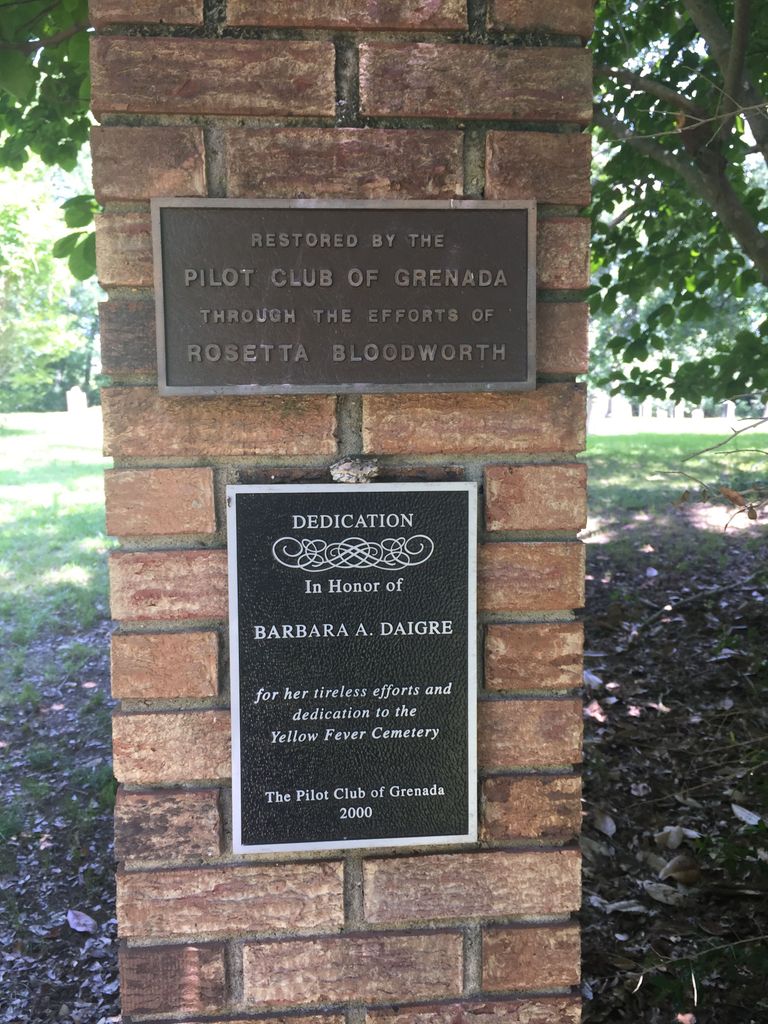 RESTORED BY THE
PILOT CLUB OF GRENADA
THROUGH THE EFFORTS OF
ROSETTA BLOODWORTH
DEDICATION
In Honor of
BARBARA A. DAIGRE
for her tireless efforts and
dedication to the
Yellow Fever Cemetery
The Pilot Club of Grenada
2000